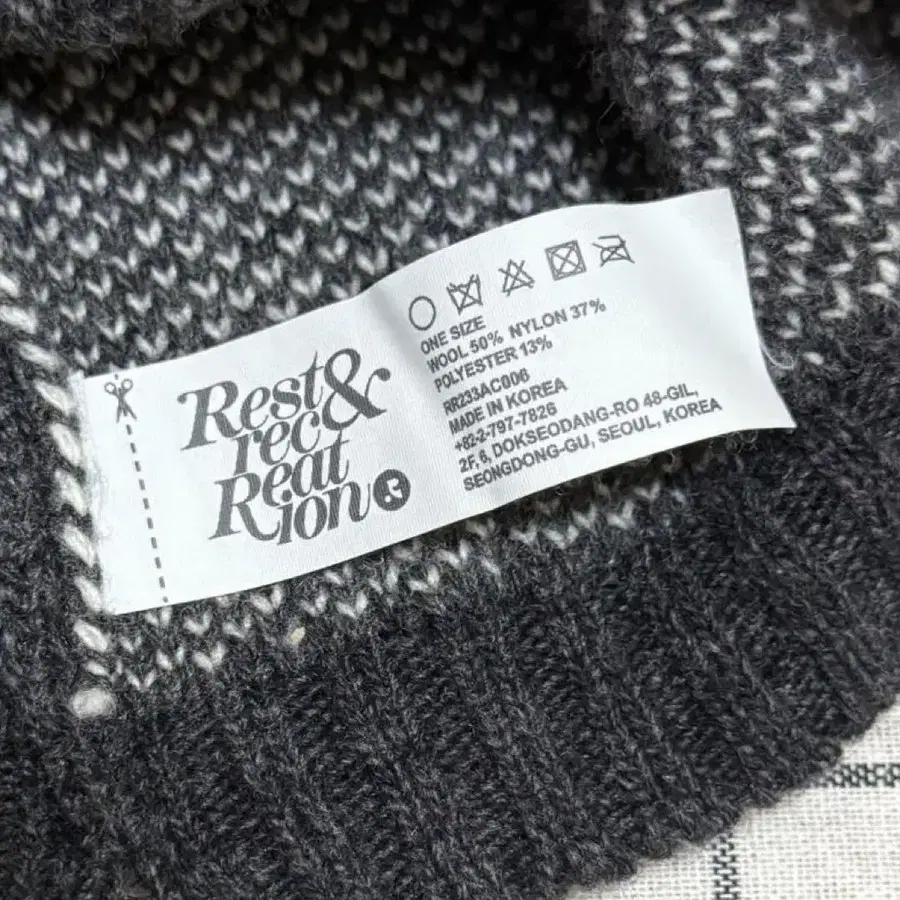 Rest&
rec&
Reat
ion
ONE SIZE
WOOL 50% NYLON 37%
POLYESTER 13%
RR233AC006
MADE IN KOREA
+82-2-797-7826
2F, 6, DOKSEODANG-RO 48-GIL,
SEONGDONG-GU, SEOUL, KOREA